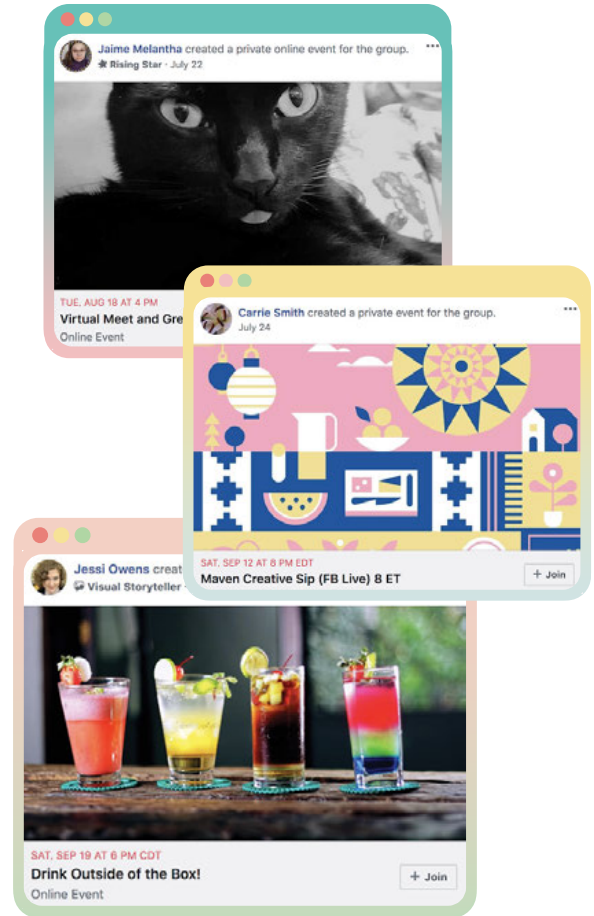 Jaime Melantha created a private online event for the group.
Rising Star · July 22
TUE, AUG 18 AT 4 PM
Virtual Meet and Gre
Online Event
Carrie Smith created a private event for the group.
July 24
SAT, SEP 12 AT 8 PM EDT
Maven Creative Sip (FB Live) 8 ET
+ Join
Jessi Owens creat
Visual Storyteller ·
SAT, SEP 19 AT 6 PM CDT
Drink Outside of the Box!
+ Join
Online Event